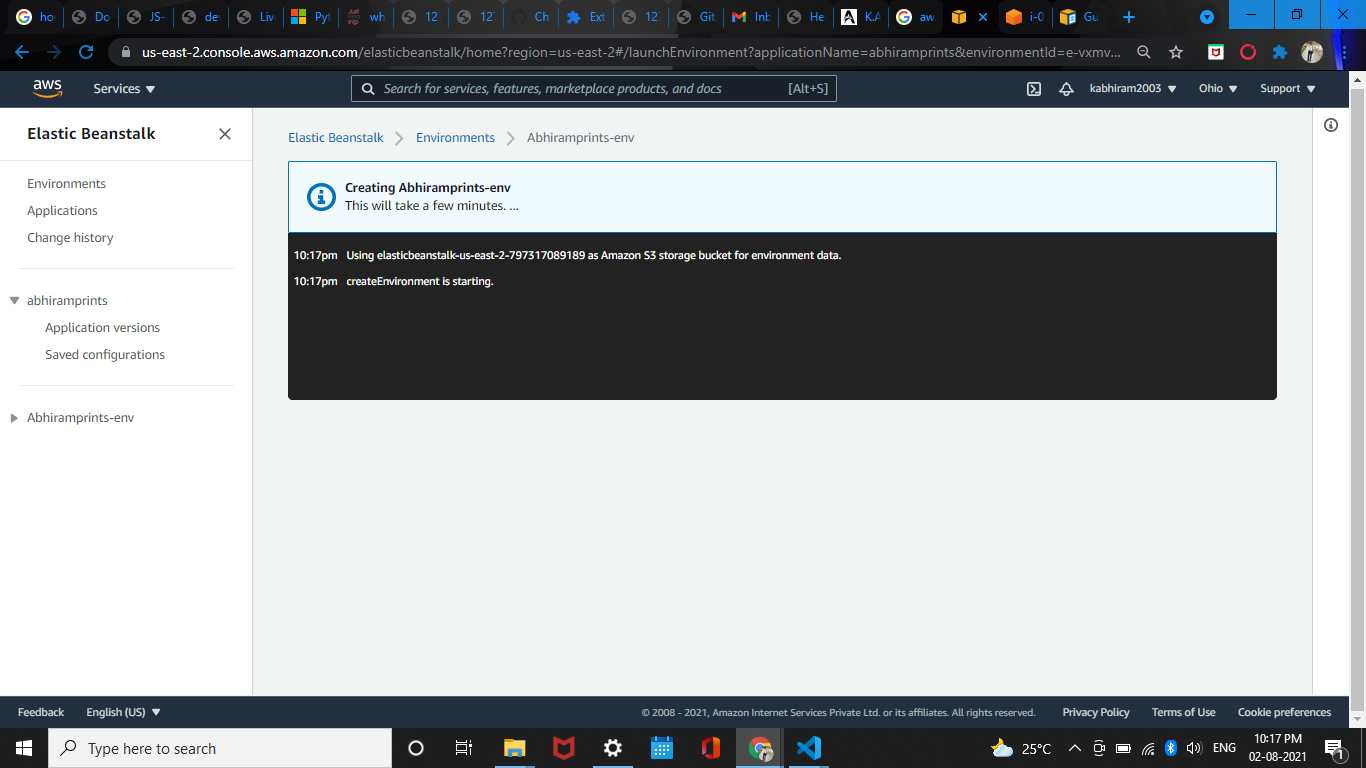 ho
Do
JS-
de
Liv
Pyt
wh
12
12
Ch
Ext
12
Git
Inb
He
K.A
aw
i-0
Gu
us-east-2.console.aws.amazon.com/elasticbeanstalk/home?region=us-east-2#/launchEnvironment?applicationName=abhiramprints&environmentId=e-vxmv...
aws
Services
Search for services, features, marketplace products, and docs [Alt+S]
kabhiram2003
Ohio
Support
Elastic Beanstalk
Environments
Applications
Change history
abhiramprints
Application versions
Saved configurations
Abhiramprints-env
Elastic Beanstalk
Environments
Abhiramprints-env
Creating Abhiramprints-env
This will take a few minutes. ...
10:17pm Using elasticbeanstalk-us-east-2-797317089189 as Amazon S3 storage bucket for environment data.
10:17pm createEnvironment is starting.
Feedback
English (US)
© 2008 - 2021, Amazon Internet Services Private Ltd. or its affiliates. All rights reserved.
Privacy Policy
Terms of Use
Cookie preferences
Type here to search
25°C
ENG
10:17 PM
02-08-2021
1